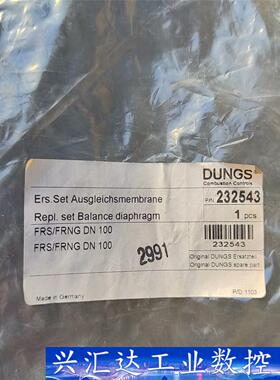 DUNGS
Combustion Controls
Ers.Set Ausgleichsmembrane
P/N 232543
Repl. set Balance diaphragm
1 pcs
FRS/FRNG DN 100
FRS/FRNG DN 100
2991
232543
Original DUNGS Ersatzteil
Original DUNGS spare part
Made in Germany
P/D 1103
兴汇达工业数控